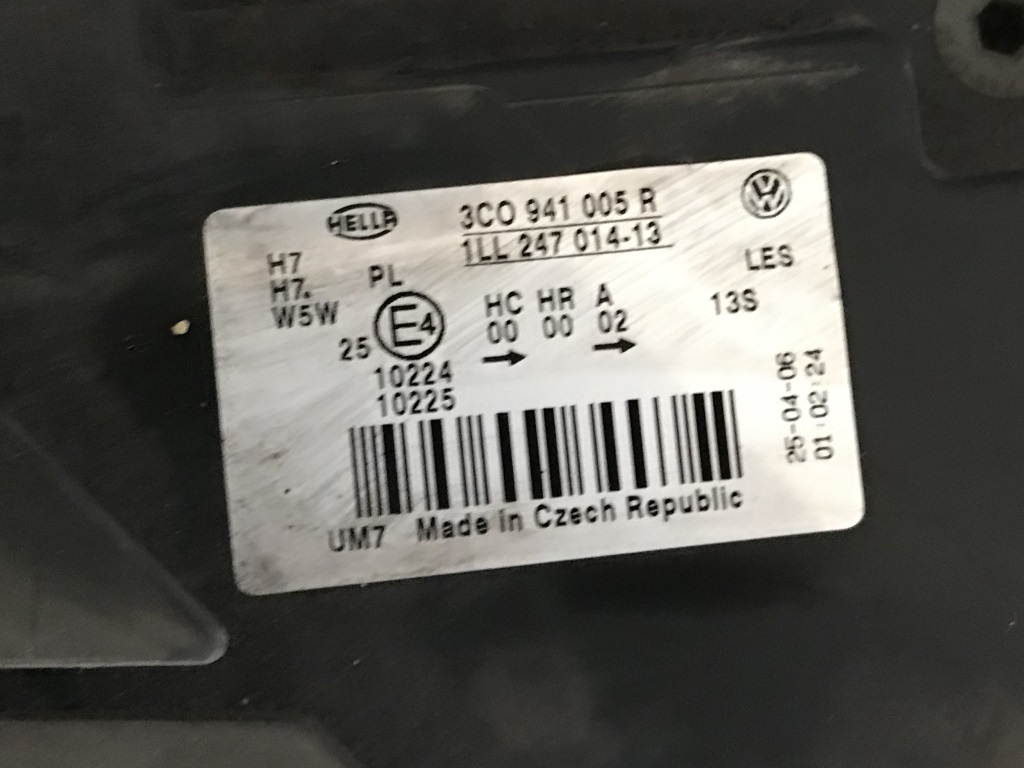 HELLA 3C0 941 005 R
1LL 247 014-13
H7
H7.
W5W
PL
LES
HC HR A
13S
25 E4 00 00 02
10224
10225
25-04-06
01:02:24
UM7 Made in Czech Republic